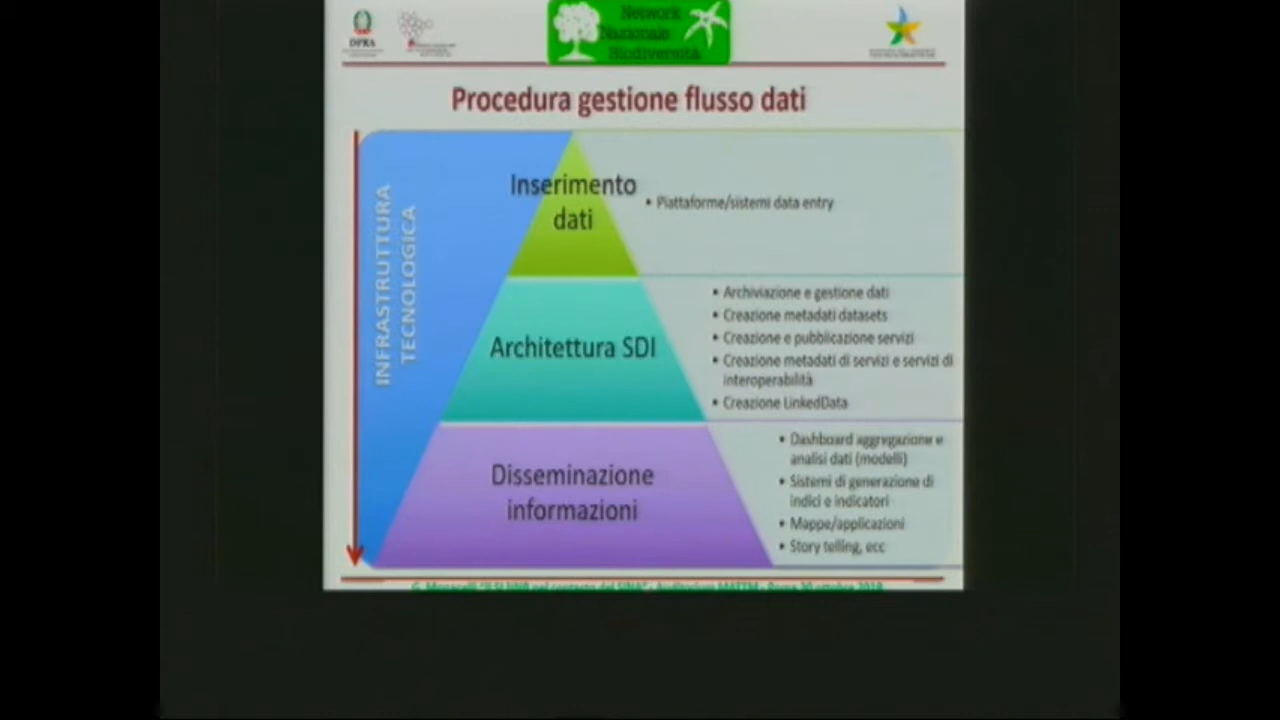 Network
Nazionale
Biodiversità
Procedura gestione flusso dati
INFRASTRUTTURA
TECNOLOGICA
Inserimento
dati
• Piattaforme/sistemi data entry
Architettura SDI
• Archiviazione e gestione dati
• Creazione metadati datasets
• Creazione e pubblicazione servizi
• Creazione metadati di servizi e servizi di
interoperabilità
• Creazione LinkedData
Disseminazione
informazioni
• Dashboard aggregazione e
analisi dati (modelli)
• Sistemi di generazione di
indici e indicatori
• Mappe/applicazioni
• Story telling, ecc